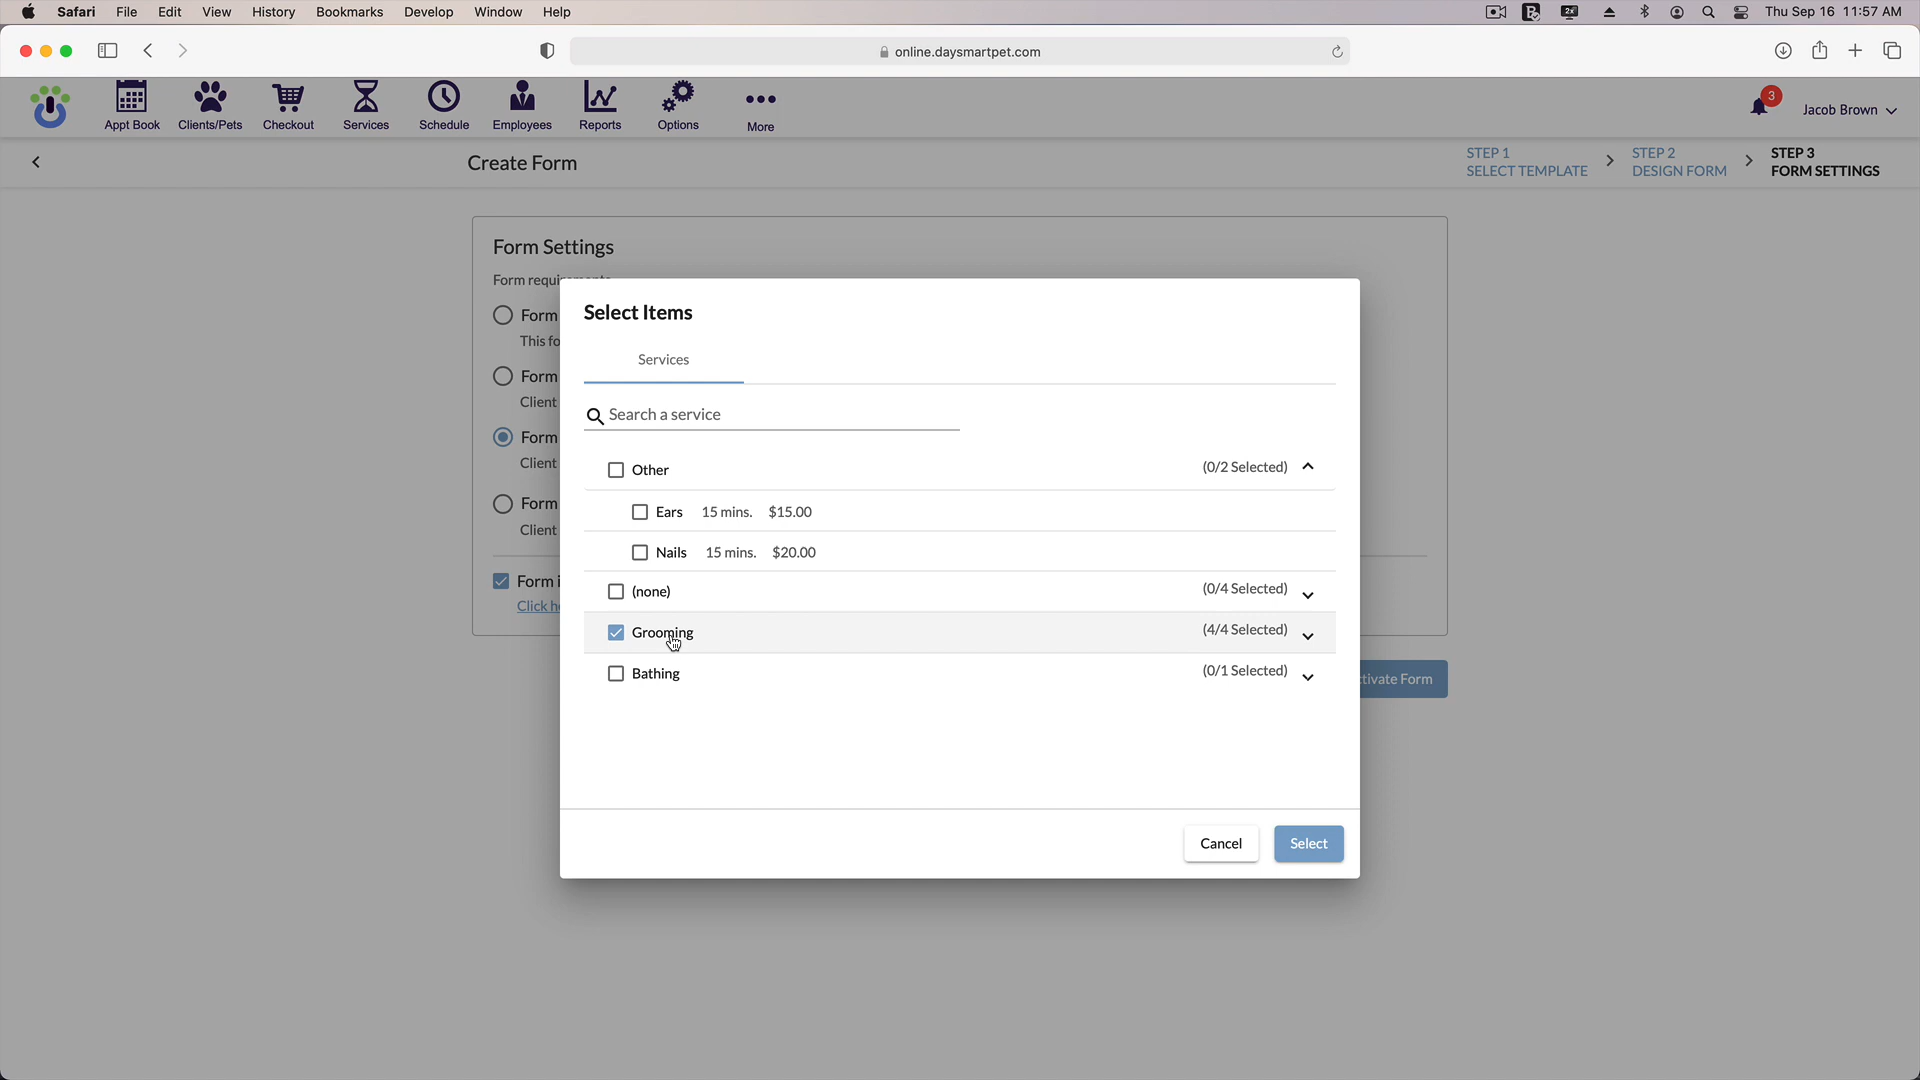 Safari File Edit View History Bookmarks Develop Window Help 2x Thu Sep 16 11:57 AM
online.daysmartpet.com
Appt Book Clients/Pets Checkout Services Schedule Employees Reports Options More 3 Jacob Brown
Create Form
STEP 1 STEP 2 STEP 3
SELECT TEMPLATE DESIGN FORM FORM SETTINGS
Form Settings
Form requirements
Select Items
Form
This fo
Services
Form
Client
Search a service
Form
Client
Other (0/2 Selected)
Form
Ears 15 mins. $15.00
Client
Nails 15 mins. $20.00
Form i
(none) (0/4 Selected)
Click he
Grooming (4/4 Selected)
Bathing (0/1 Selected)
tivate Form
Cancel Select